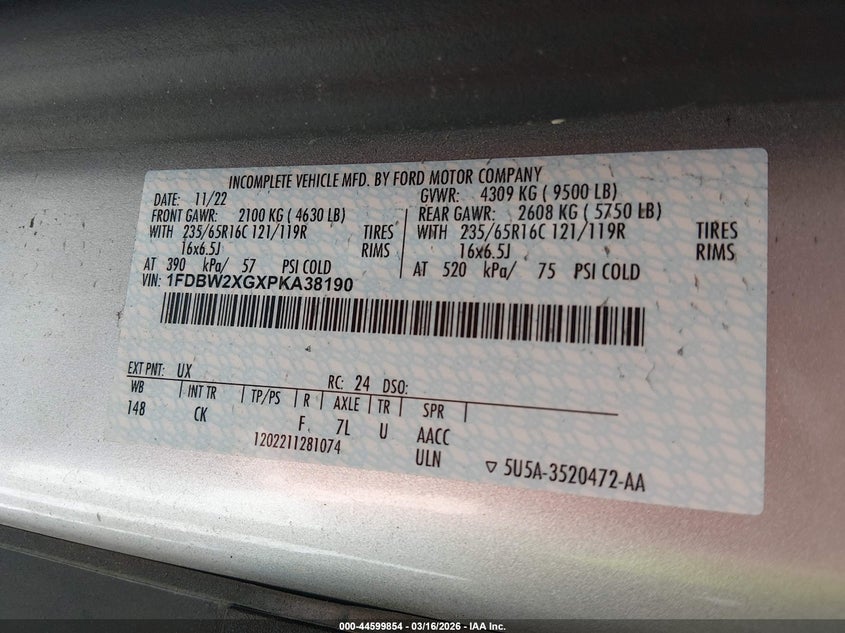 INCOMPLETE VEHICLE MFD. BY FORD MOTOR COMPANY
DATE: 11/22 GVWR: 4309 KG ( 9500 LB)
FRONT GAWR: 2100 KG ( 4630 LB) REAR GAWR: 2608 KG ( 5750 LB)
WITH 235/65R16C 121/119R TIRES WITH 235/65R16C 121/119R TIRES
16x6.5J RIMS 16x6.5J RIMS
AT 390 kPa/ 57 PSI COLD AT 520 kPa/ 75 PSI COLD
VIN: 1FDBW2XGXPKA38190
EXT PNT: UX RC: 24 DSO:
WB INT TR TP/PS R AXLE TR SPR
148 CK F 7L U AACC
1202211281074 ULN ▽ 5U5A-3520472-AA
000-44599854 - 03/16/2026 - IAA Inc.